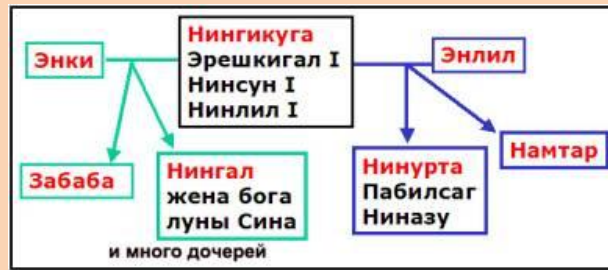 Нингикуга
Эрешкигал I
Нинсун I
Нинлил I
Энки
Энлил
Забаба
Нингал
жена бога
луны Сина
Нинурта
Пабилсаг
Ниназу
Намтар
и много дочерей